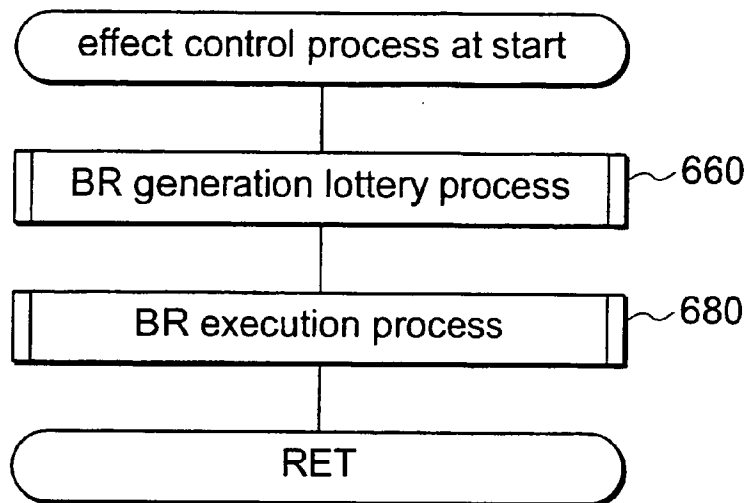 effect control process at start
BR generation lottery process
660
BR execution process
680
RET